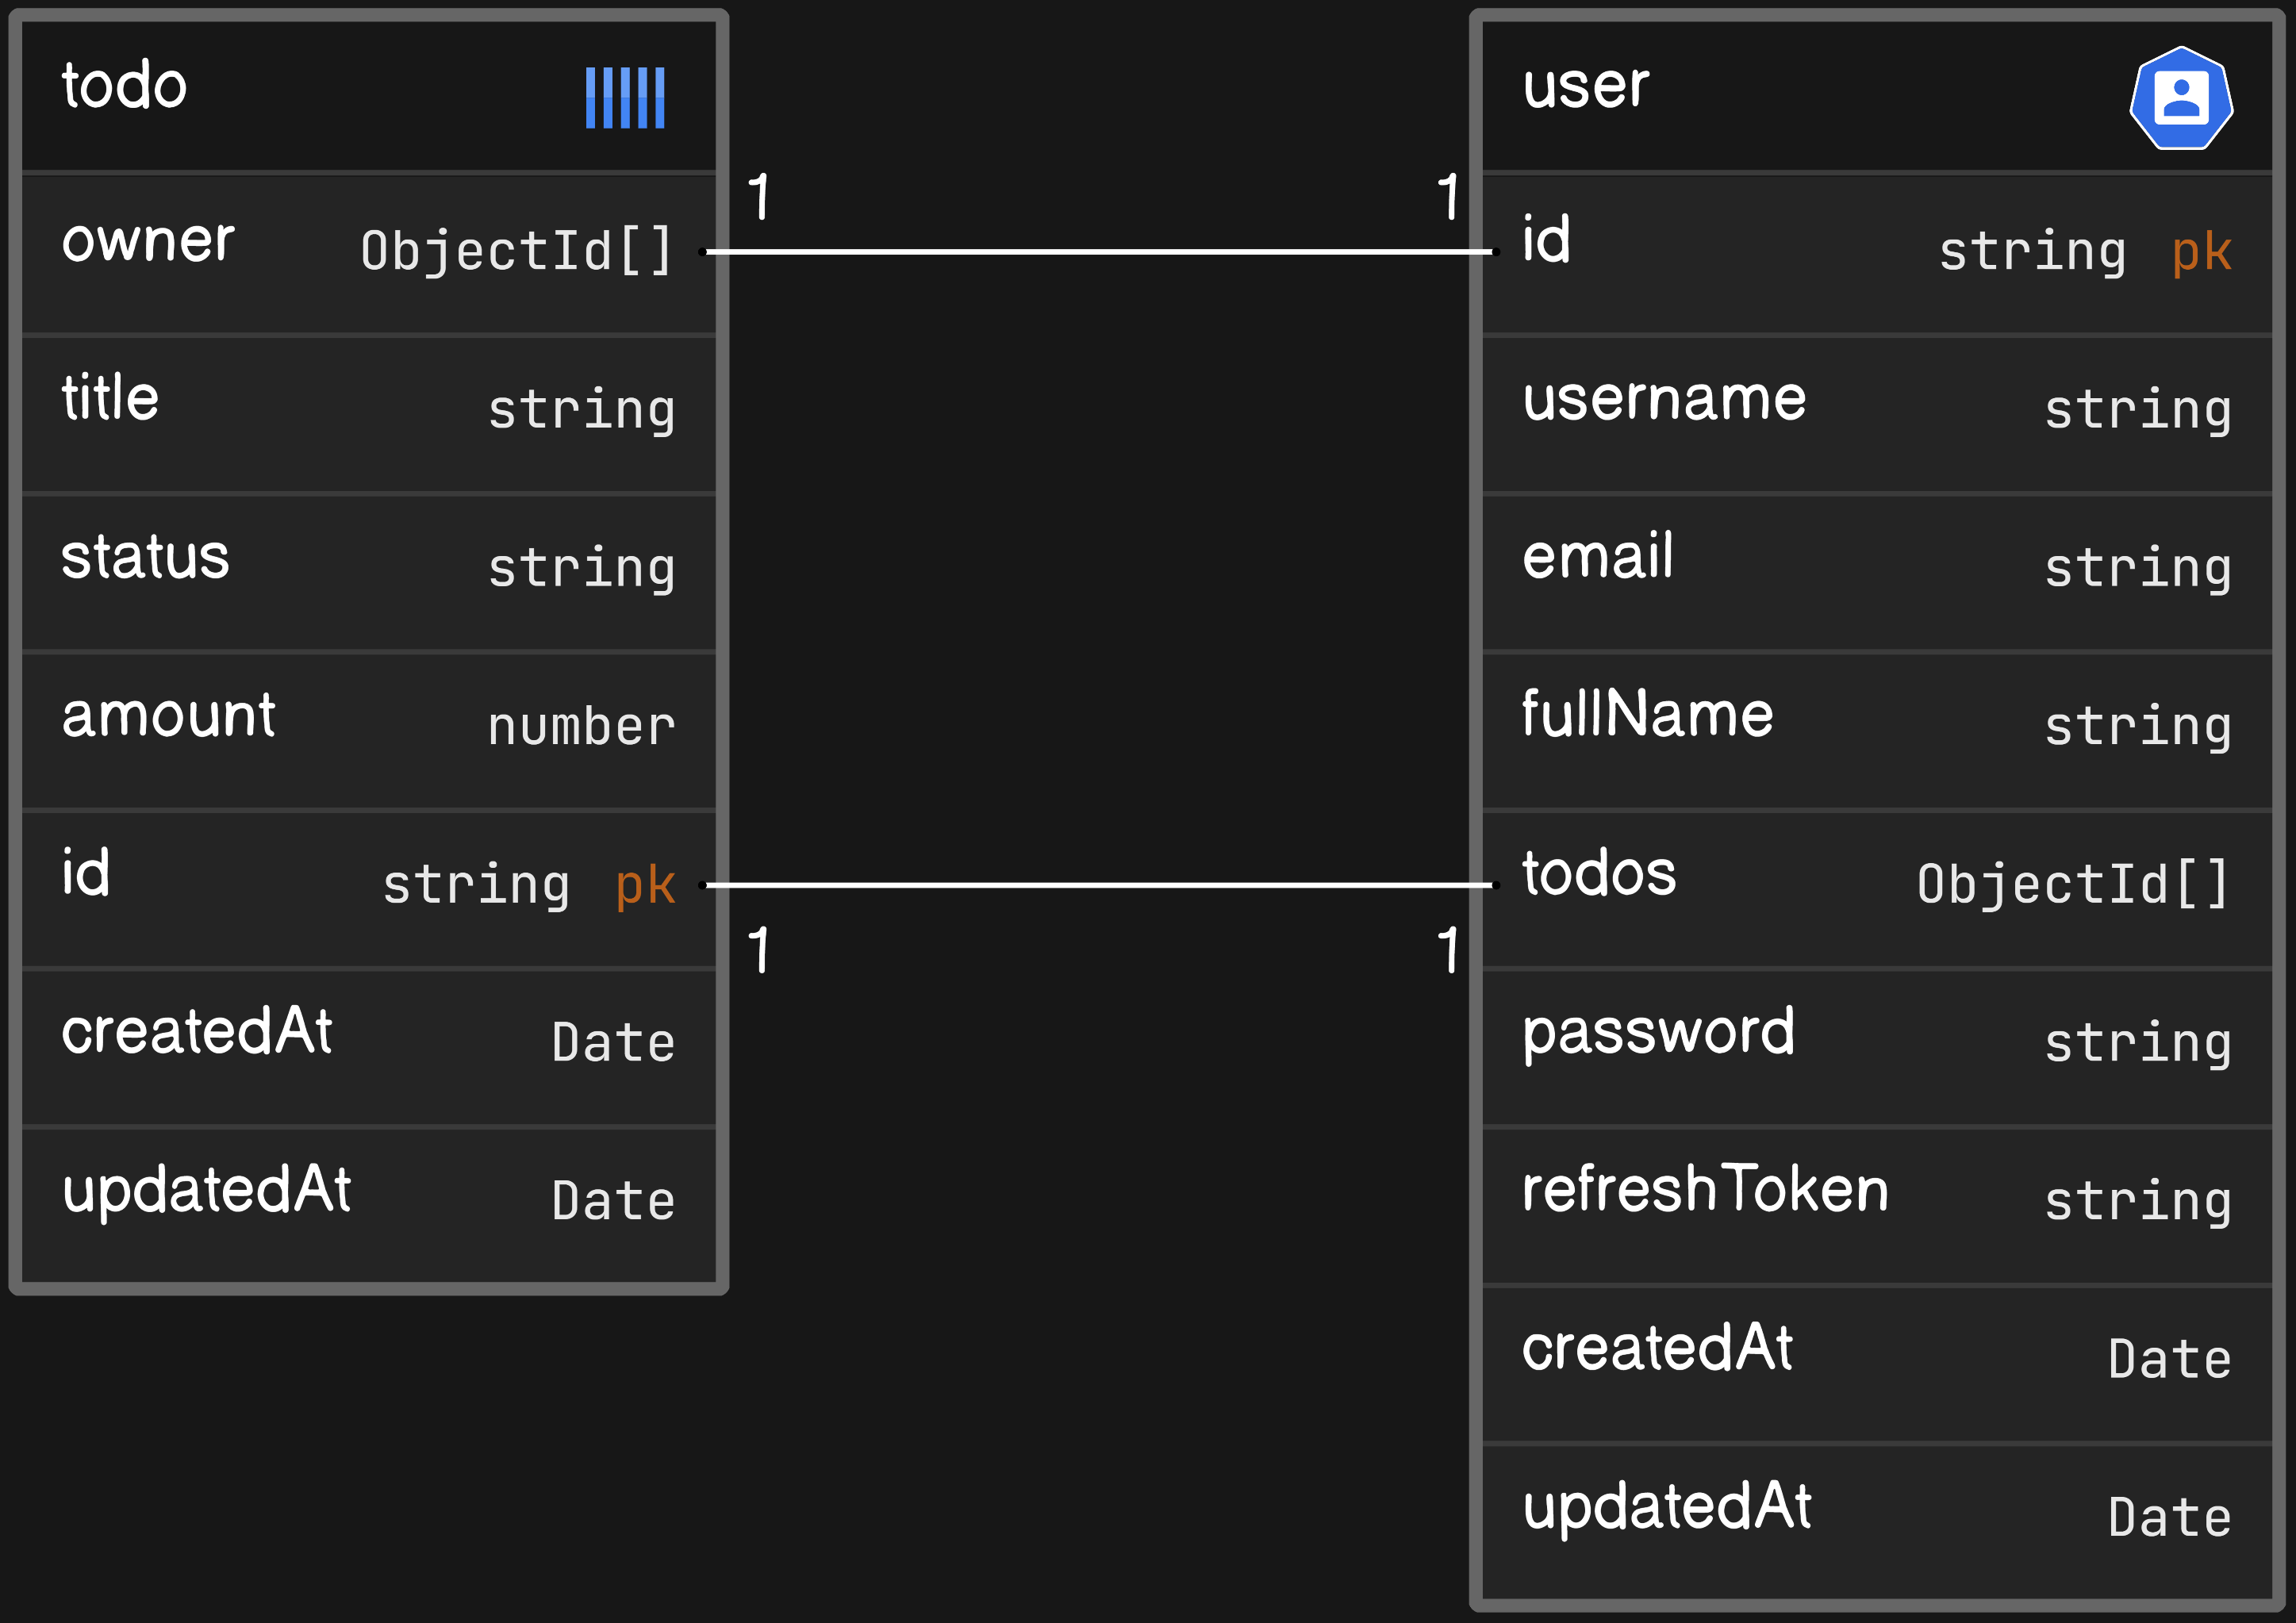 todo
owner ObjectId[]
title string
status string
amount number
id string pk
createdAt Date
updatedAt Date
1 1
1 1
user
id string pk
username string
email string
fullName string
todos ObjectId[]
password string
refreshToken string
createdAt Date
updatedAt Date